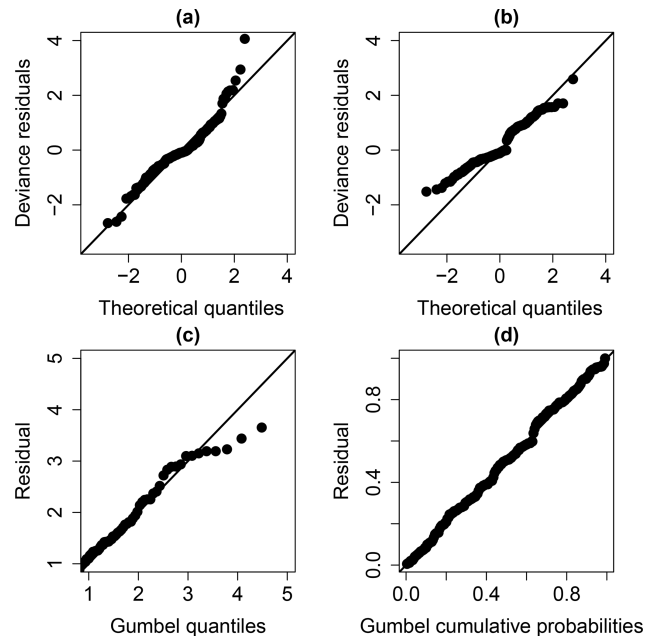 (a)
Deviance residuals
4
2
0
−2
−2 0 2 4
Theoretical quantiles
(b)
Deviance residuals
4
2
0
−2
−2 0 2 4
Theoretical quantiles
(c)
Residual
5
4
3
2
1
1 2 3 4 5
Gumbel quantiles
(d)
Residual
0.8
0.4
0.0
0.0 0.4 0.8
Gumbel cumulative probabilities